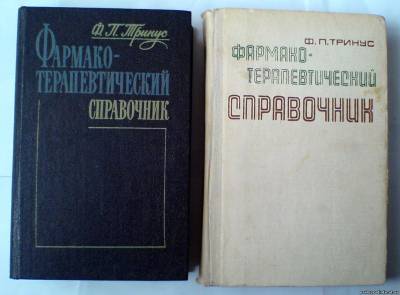 Ф. П. Тринус
ФАРМАКО-
ТЕРАПЕВТИЧЕСКИЙ
СПРАВОЧНИК
Ф. П. ТРИНУС
ФАРМАКО-
ТЕРАПЕВТИЧЕСКИЙ
СПРАВОЧНИК